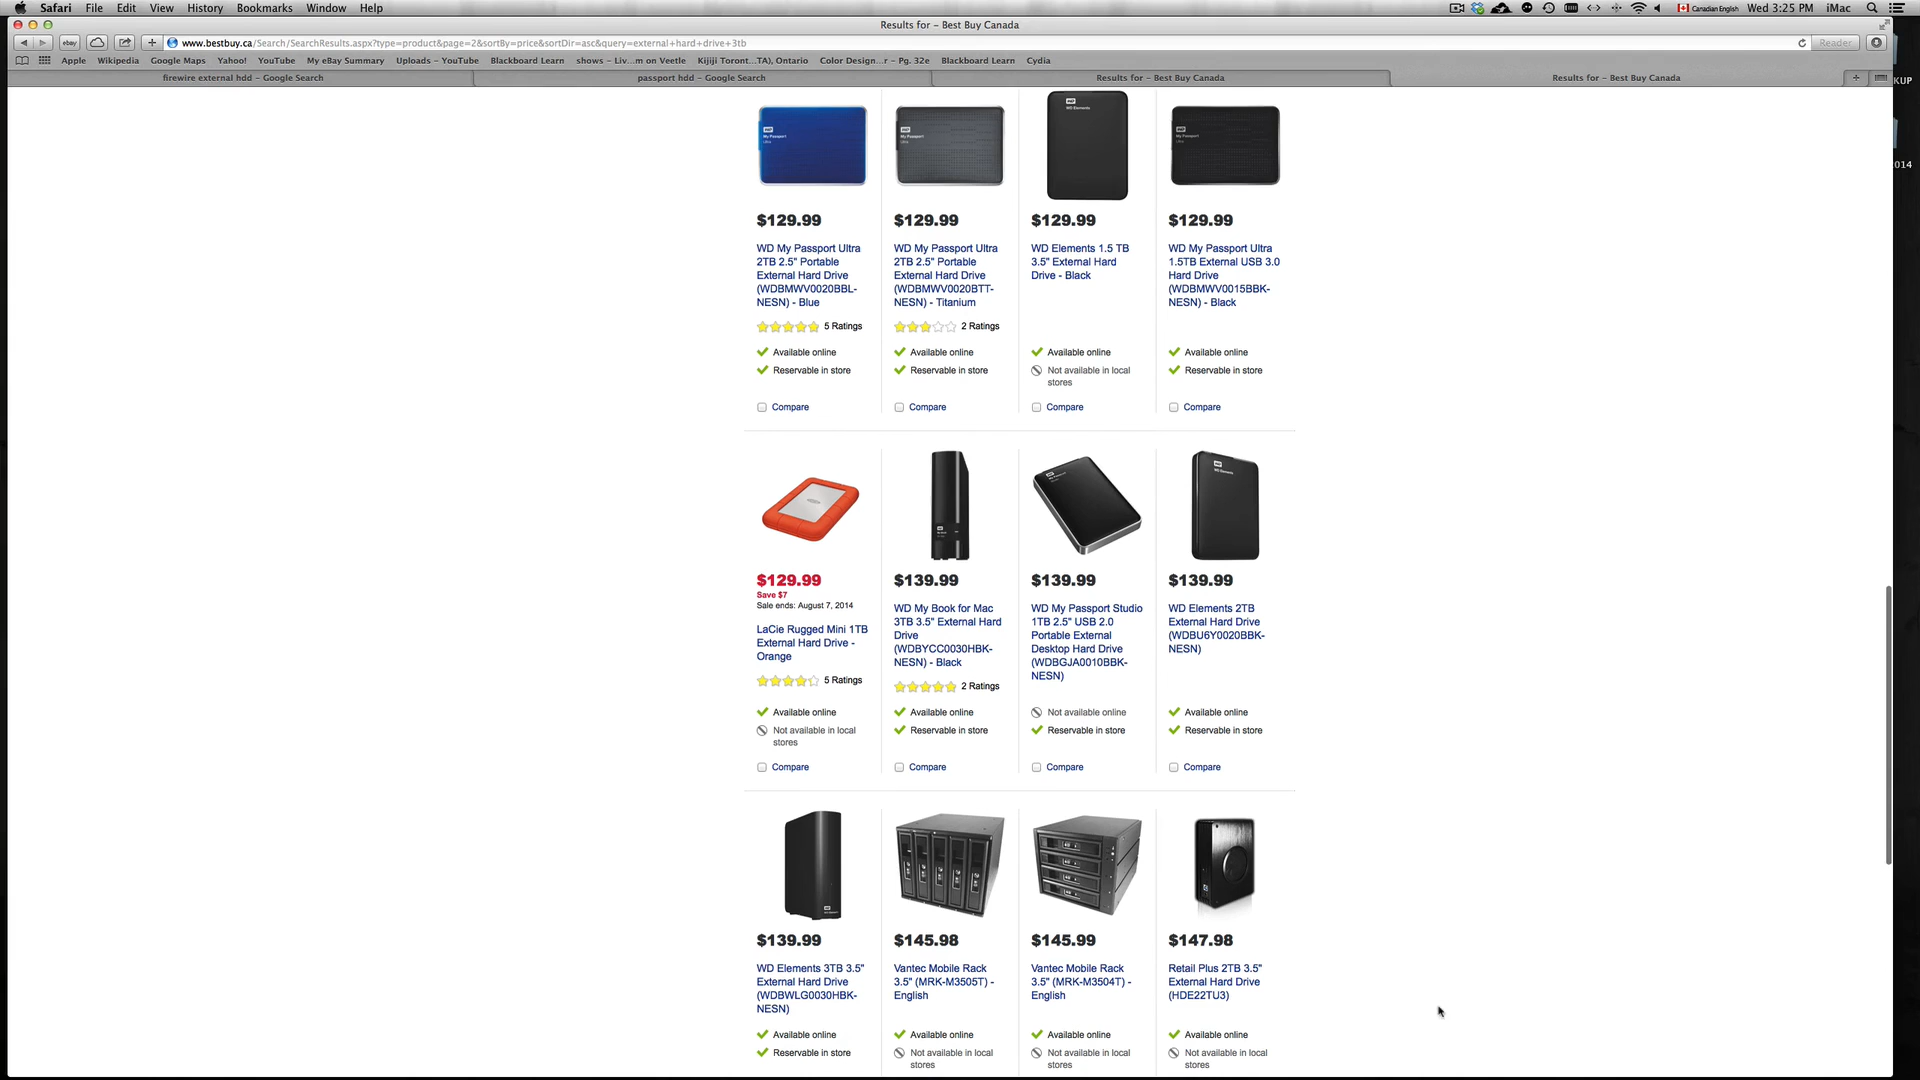 Safari File Edit View History Bookmarks Window Help
Canadian English Wed 3:25 PM iMac
Results for – Best Buy Canada
ebay www.bestbuy.ca/Search/SearchResults.aspx?type=product&page=2&sortBy=price&sortDir=asc&query=external+hard+drive+3tb Reader
Apple Wikipedia Google Maps Yahoo! YouTube My eBay Summary Uploads – YouTube Blackboard Learn shows – Liv...m on Veetle Kijiji Toront...TA), Ontario Color Design...r – Pg. 32e Blackboard Learn Cydia
firewire external hdd – Google Search passport hdd – Google Search Results for – Best Buy Canada Results for – Best Buy Canada
KUP
014
$129.99 $129.99 $129.99 $129.99
WD My Passport Ultra WD My Passport Ultra WD Elements 1.5 TB WD My Passport Ultra
2TB 2.5" Portable 2TB 2.5" Portable 3.5" External Hard 1.5TB External USB 3.0
External Hard Drive External Hard Drive Drive - Black Hard Drive
(WDBMWV0020BBL- (WDBMWV0020BTT- (WDBMWV0015BBK-
NESN) - Blue NESN) - Titanium NESN) - Black
5 Ratings 2 Ratings
Available online Available online Available online Available online
Reservable in store Reservable in store Not available in local Reservable in store
stores
Compare Compare Compare Compare
$129.99 $139.99 $139.99 $139.99
Save $7
Sale ends: August 7, 2014
WD My Book for Mac WD My Passport Studio WD Elements 2TB
3TB 3.5" External Hard 1TB 2.5" USB 2.0 External Hard Drive
Drive Portable External (WDBU6Y0020BBK-
(WDBYCC0030HBK- Desktop Hard Drive NESN)
NESN) - Black (WDBGJA0010BBK-
NESN)
LaCie Rugged Mini 1TB
External Hard Drive -
Orange
5 Ratings 2 Ratings
Available online Available online Not available online Available online
Not available in local Reservable in store Reservable in store Reservable in store
stores
Compare Compare Compare Compare
$139.99 $145.98 $145.99 $147.98
WD Elements 3TB 3.5" Vantec Mobile Rack Vantec Mobile Rack Retail Plus 2TB 3.5"
External Hard Drive 3.5" (MRK-M3505T) - 3.5" (MRK-M3504T) - External Hard Drive
(WDBWLG0030HBK- English English (HDE22TU3)
NESN)
Available online Available online Available online Available online
Reservable in store Not available in local Not available in local Not available in local
stores stores stores